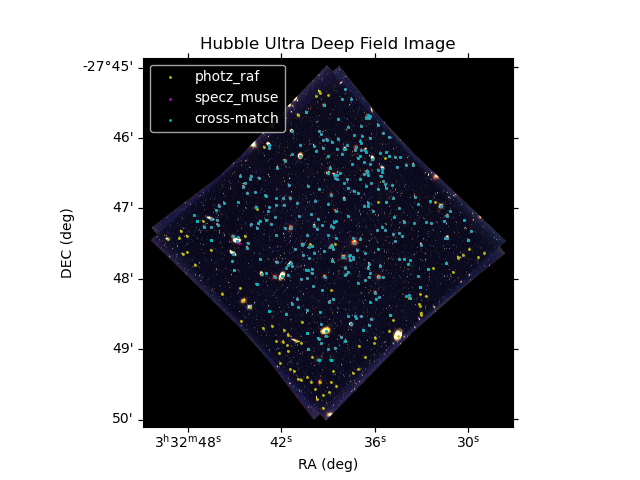 Hubble Ultra Deep Field Image
photz_raf
specz_muse
cross-match
-27°45'
46'
47'
48'
49'
50'
DEC (deg)
3ʰ32ᵐ48ˢ 42ˢ 36ˢ 30ˢ
RA (deg)